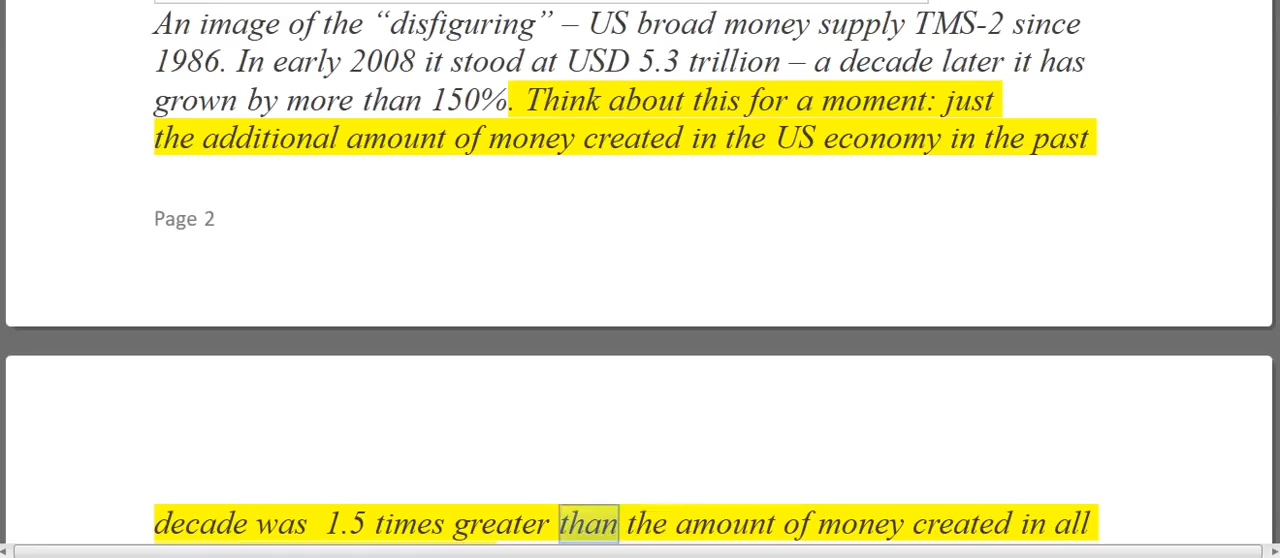 An image of the “disfiguring” – US broad money supply TMS-2 since
1986. In early 2008 it stood at USD 5.3 trillion – a decade later it has
grown by more than 150%. Think about this for a moment: just
the additional amount of money created in the US economy in the past
Page 2
decade was  1.5 times greater than the amount of money created in all